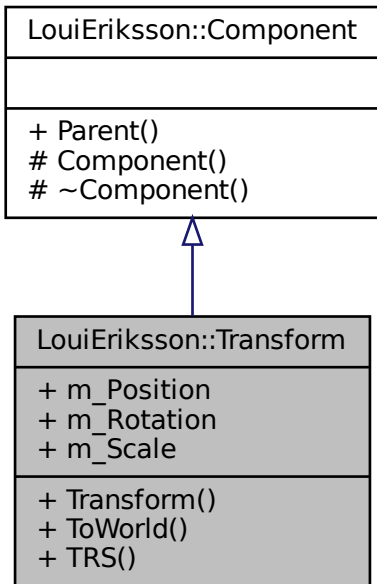 LouiEriksson::Component
+ Parent()
# Component()
# ~Component()
LouiEriksson::Transform
+ m_Position
+ m_Rotation
+ m_Scale
+ Transform()
+ ToWorld()
+ TRS()